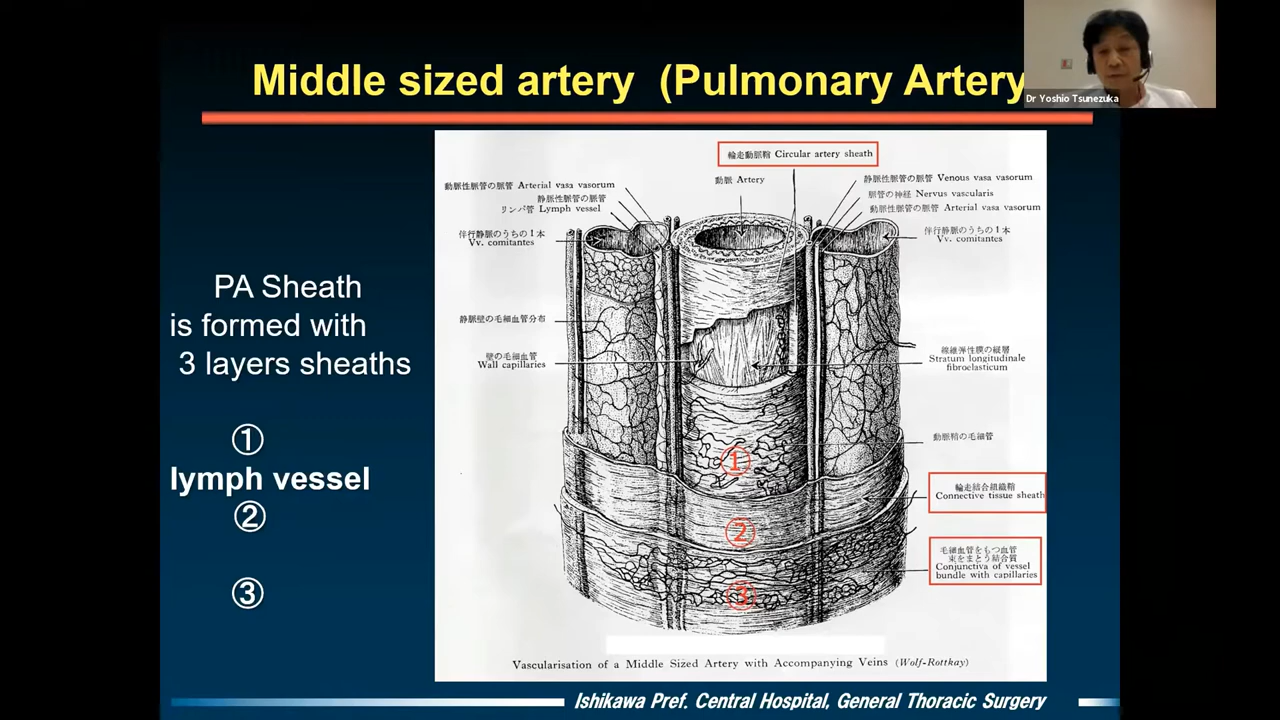 Middle sized artery (Pulmonary Artery
Dr Yoshio Tsunezuka
輪走動脈鞘 Circular artery sheath
動脈性脈管の脈管 Arterial vasa vasorum
静脈性脈管の脈管
リンパ管 Lymph vessel
動脈 Artery
静脈性脈管の脈管 Venous vasa vasorum
脈管の神経 Nervus vascularis
動脈性脈管の脈管 Arterial vasa vasorum
伴行静脈のうちの1本
Vv. comitantes
伴行静脈のうちの1本
Vv. comitantes
PA Sheath
is formed with
3 layers sheaths
静脈壁の毛細血管分布
壁の毛細血管
Wall capillaries
線維弾性膜の縦層
Stratum longitudinale
fibroelasticum
①
lymph vessel
②
③
動脈鞘の毛細管
①
輪走結合組織鞘
Connective tissue sheath
②
毛細血管をもつ血管
束をまとう結合質
Conjunctiva of vessel
bundle with capillaries
③
Vascularisation of a Middle Sized Artery with Accompanying Veins (Wolf-Rottkay)
Ishikawa Pref. Central Hospital, General Thoracic Surgery